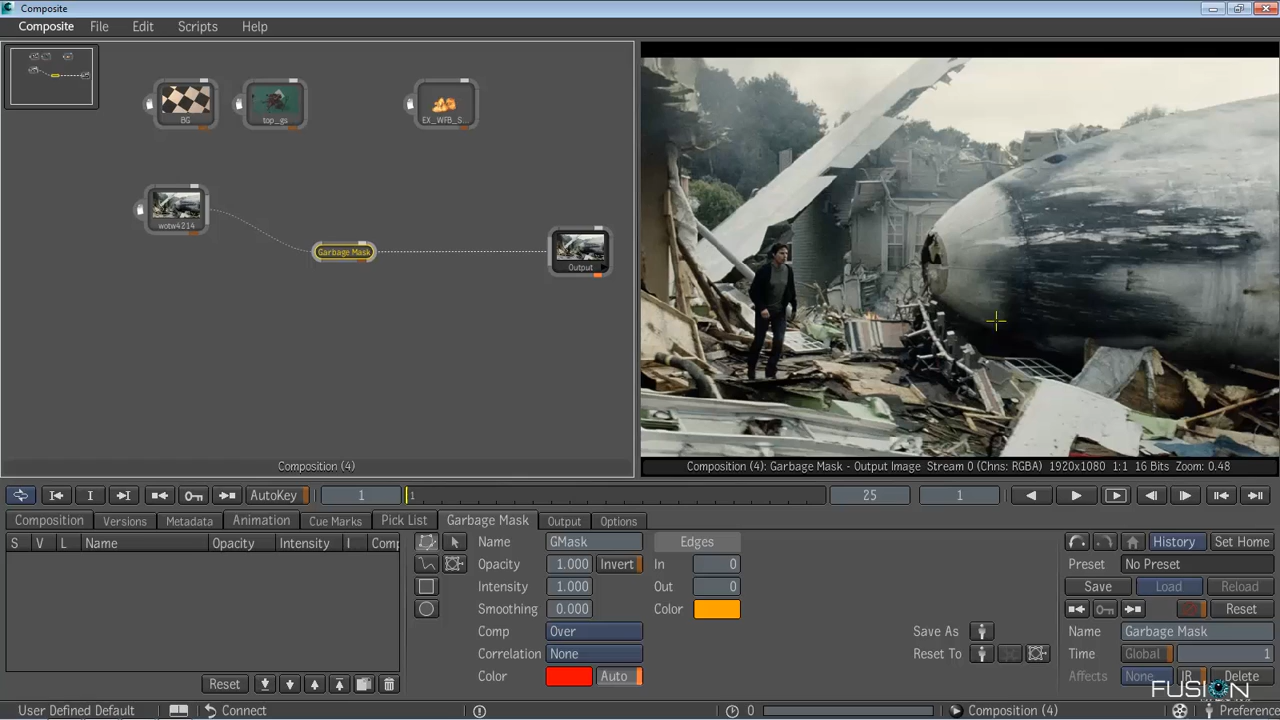 Composite
Composite File Edit Scripts Help
BG top_gs EX_WFB_S...
wotw4214
Garbage Mask
Output
Composition (4)
Composition (4): Garbage Mask - Output Image Stream 0 (Chns: RGBA) 1920x1080 1:1 16 Bits Zoom: 0.48
AutoKey 1 1 25 1
Composition Versions Metadata Animation Cue Marks Pick List Garbage Mask Output Options
S V L Name Opacity Intensity I Comp
Name GMask Edges History Set Home
Opacity 1.000 Invert In 0 Preset No Preset
Intensity 1.000 Out 0 Save Load Reload
Smoothing 0.000 Color Reset
Comp Over Save As Name Garbage Mask
Correlation None Reset To Time Global 1
Color Auto Affects None Delete
Reset
FUSION
User Defined Default Connect 0 Composition (4) Preference